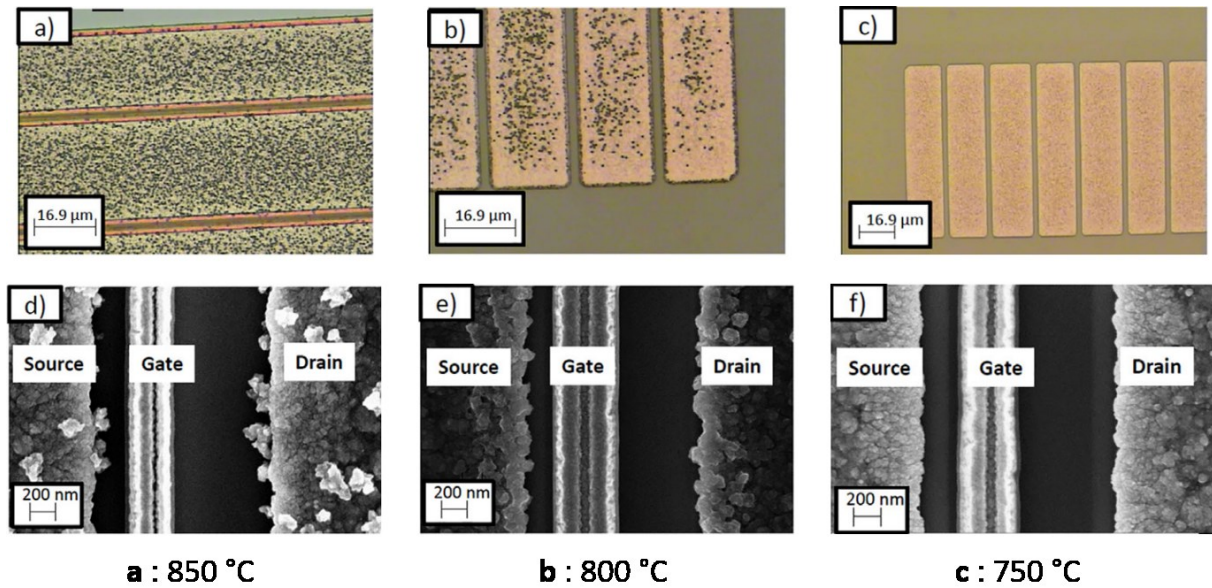 a)
b)
c)
16.9 µm
16.9 µm
16.9 µm
d)
e)
f)
Source
Gate
Drain
Source
Gate
Drain
Source
Gate
Drain
200 nm
200 nm
200 nm
a : 850 °C
b : 800 °C
c : 750 °C